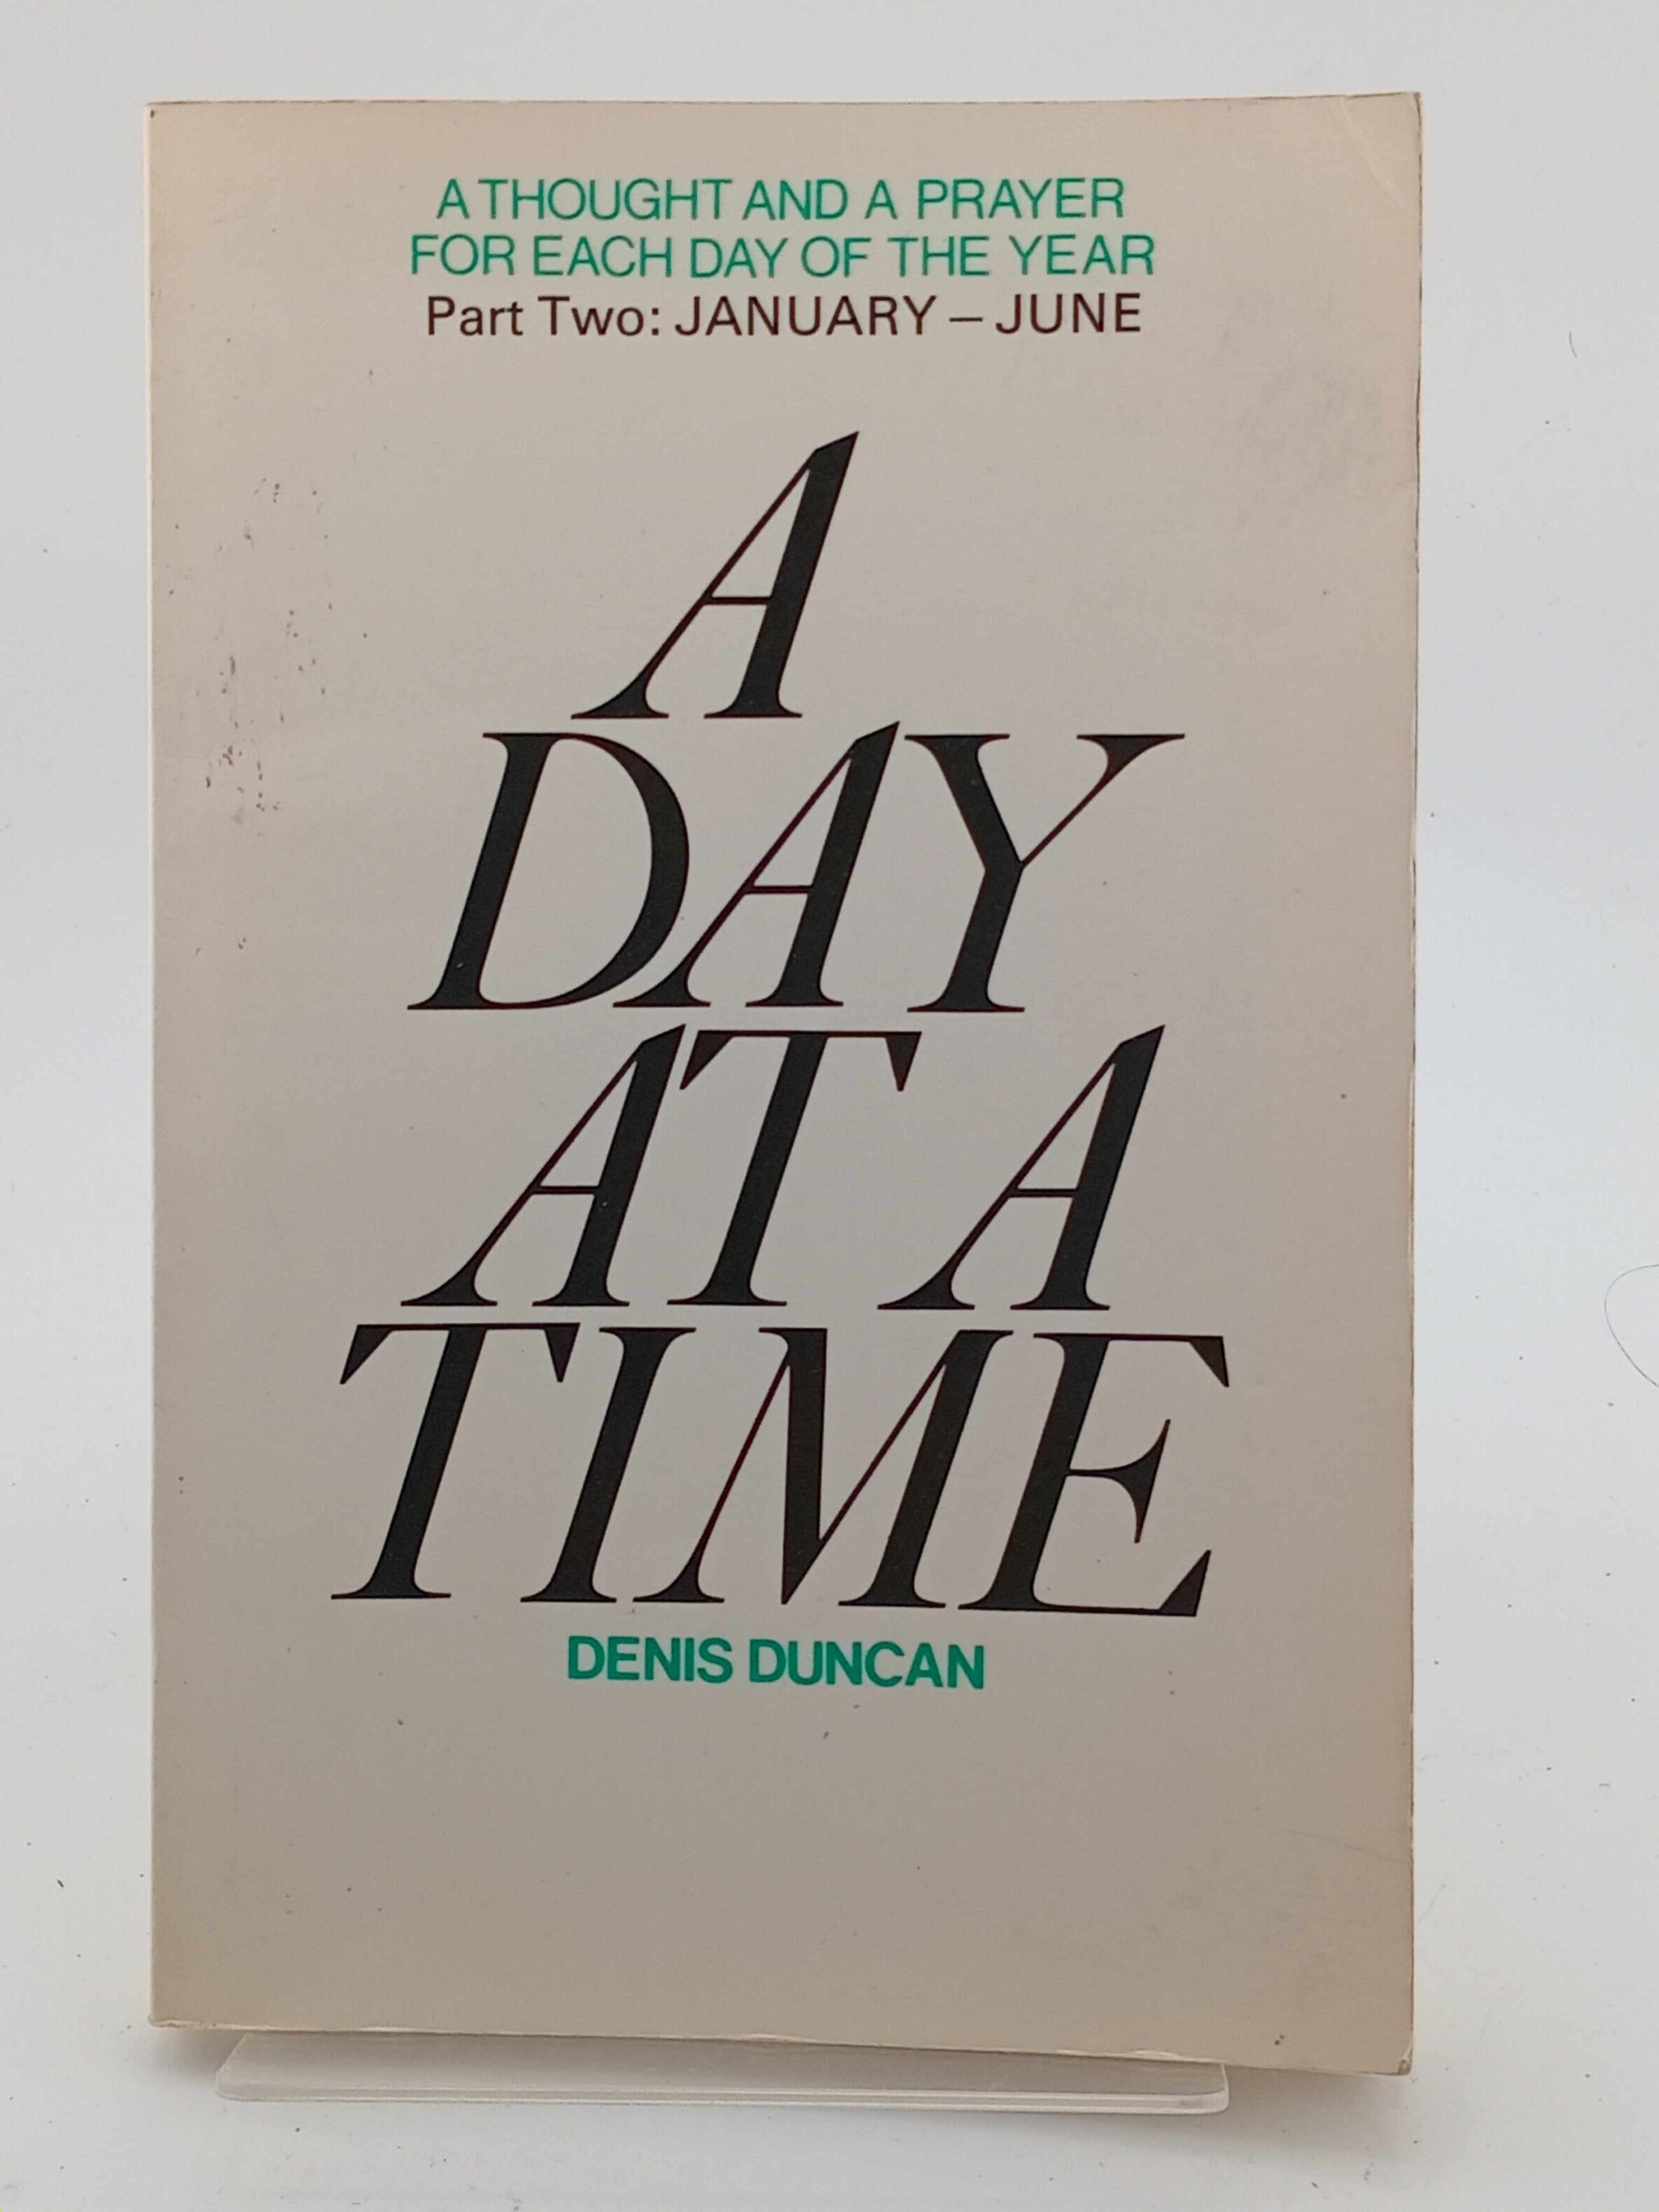 A THOUGHT AND A PRAYER
FOR EACH DAY OF THE YEAR
Part Two: JANUARY – JUNE
A
DAY
AT A
TIME
DENIS DUNCAN